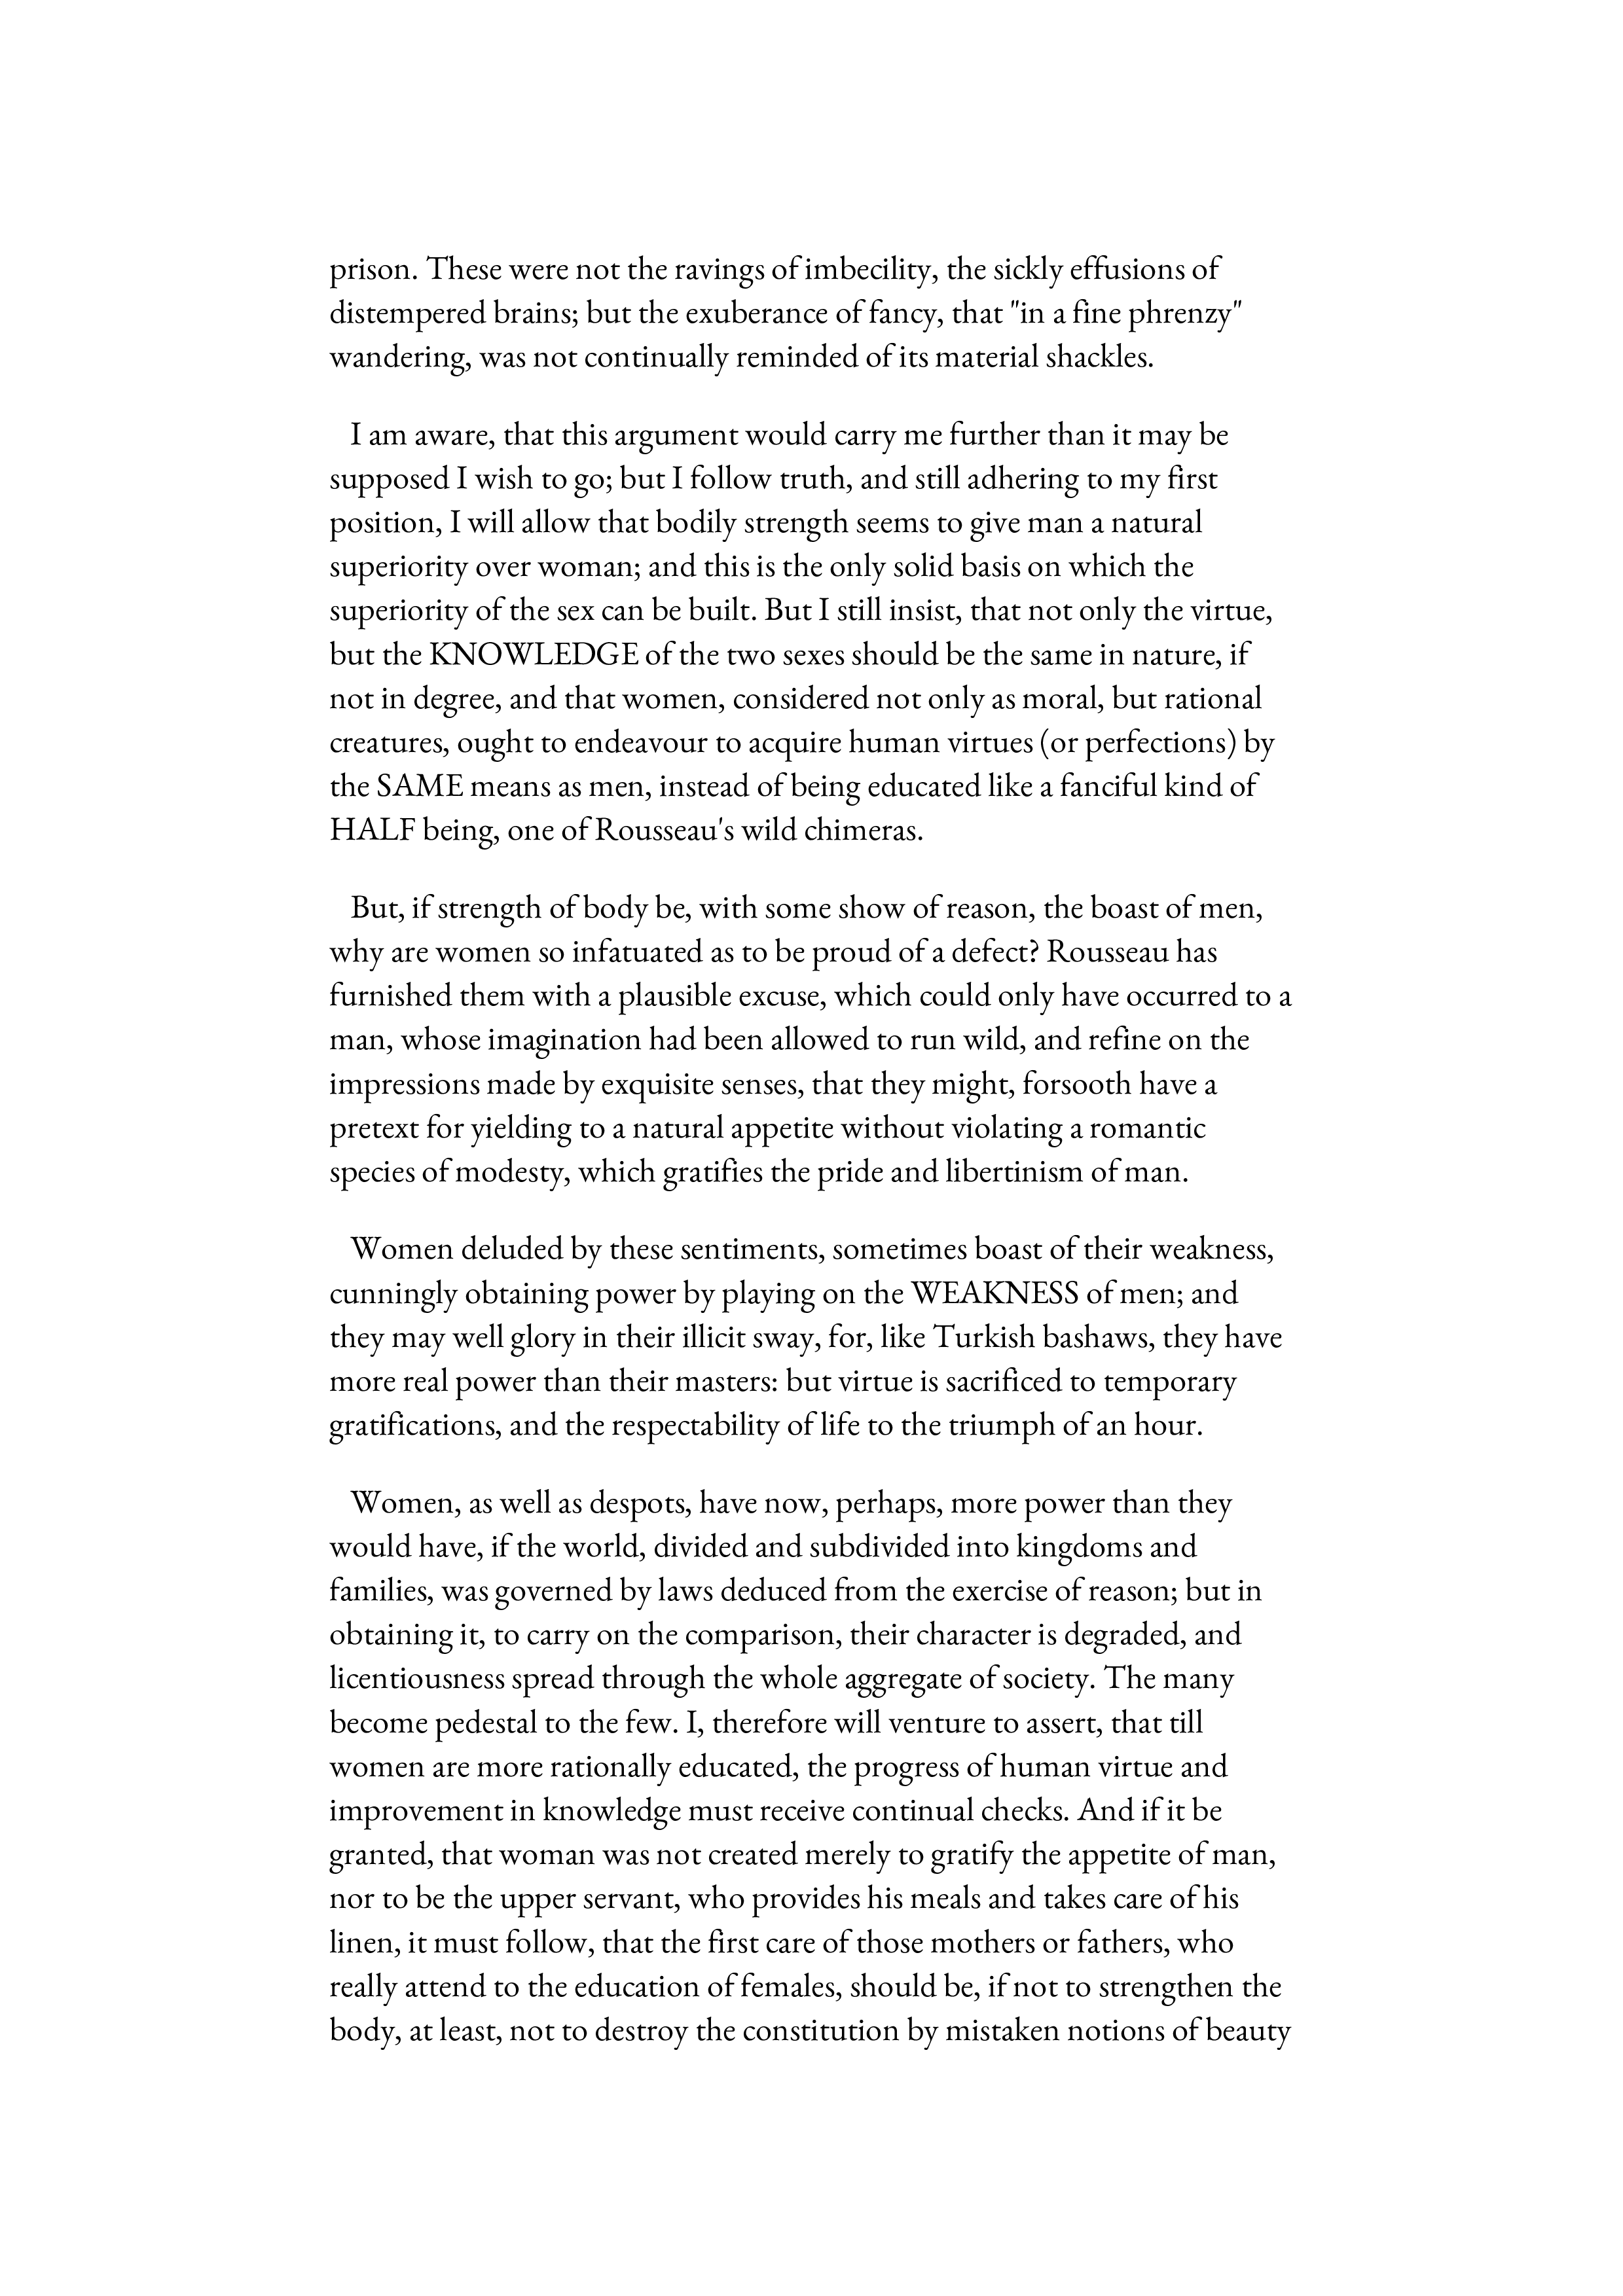 prison. These were not the ravings of imbecility, the sickly effusions of
distempered brains; but the exuberance of fancy, that "in a fine phrenzy"
wandering, was not continually reminded of its material shackles.
I am aware, that this argument would carry me further than it may be
supposed I wish to go; but I follow truth, and still adhering to my first
position, I will allow that bodily strength seems to give man a natural
superiority over woman; and this is the only solid basis on which the
superiority of the sex can be built. But I still insist, that not only the virtue,
but the KNOWLEDGE of the two sexes should be the same in nature, if
not in degree, and that women, considered not only as moral, but rational
creatures, ought to endeavour to acquire human virtues (or perfections) by
the SAME means as men, instead of being educated like a fanciful kind of
HALF being, one of Rousseau's wild chimeras.
But, if strength of body be, with some show of reason, the boast of men,
why are women so infatuated as to be proud of a defect? Rousseau has
furnished them with a plausible excuse, which could only have occurred to a
man, whose imagination had been allowed to run wild, and refine on the
impressions made by exquisite senses, that they might, forsooth have a
pretext for yielding to a natural appetite without violating a romantic
species of modesty, which gratifies the pride and libertinism of man.
Women deluded by these sentiments, sometimes boast of their weakness,
cunningly obtaining power by playing on the WEAKNESS of men; and
they may well glory in their illicit sway, for, like Turkish bashaws, they have
more real power than their masters: but virtue is sacrificed to temporary
gratifications, and the respectability of life to the triumph of an hour.
Women, as well as despots, have now, perhaps, more power than they
would have, if the world, divided and subdivided into kingdoms and
families, was governed by laws deduced from the exercise of reason; but in
obtaining it, to carry on the comparison, their character is degraded, and
licentiousness spread through the whole aggregate of society. The many
become pedestal to the few. I, therefore will venture to assert, that till
women are more rationally educated, the progress of human virtue and
improvement in knowledge must receive continual checks. And if it be
granted, that woman was not created merely to gratify the appetite of man,
nor to be the upper servant, who provides his meals and takes care of his
linen, it must follow, that the first care of those mothers or fathers, who
really attend to the education of females, should be, if not to strengthen the
body, at least, not to destroy the constitution by mistaken notions of beauty